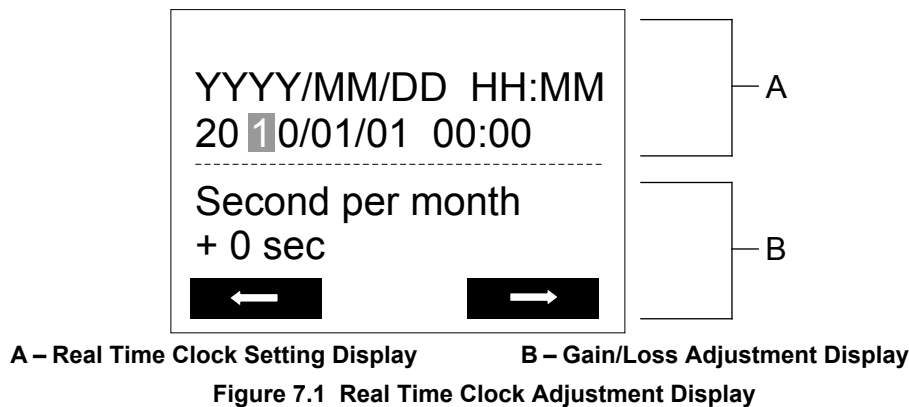 YYYY/MM/DD HH:MM
2010/01/01 00:00
Second per month
+ 0 sec
A
B
A – Real Time Clock Setting Display B – Gain/Loss Adjustment Display
Figure 7.1 Real Time Clock Adjustment Display